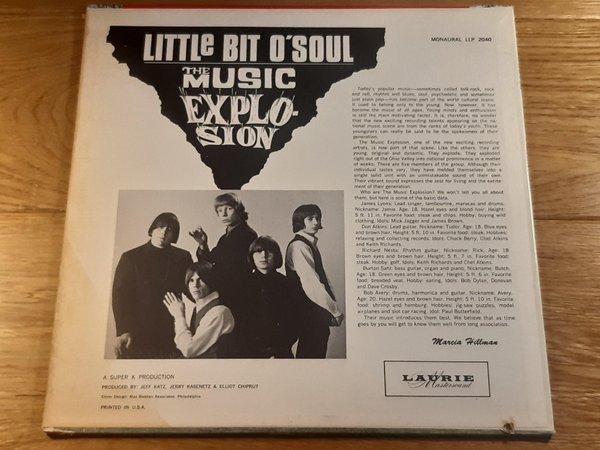 LITTLE BIT O'SOUL
THE
MUSIC
EXPLO-
SION
MONAURAL LLP 2040
Today's popular music—sometimes called folk-rock, rock
and roll, rhythm and blues, soul, psychedelic and sometimes
just plain pop—has become part of the world cultural scene.
It used to belong only to the young. Now, however, it has
become the music of all ages. Young minds and enthusiasm
is still the main motivating factor. It is, therefore, no wonder
that the new exciting recording talents appearing on the na-
tional music scene are from the ranks of today's youth. These
youngsters can really be said to be the spokesmen of their
generation.
The Music Explosion, one of the new exciting recording
artists, is now part of that scene. Like the others, they are
young, original and dynamic. They explode. They exploded
right out of the Ohio Valley into national prominence in a matter
of weeks. There are five members of the group. Although their
individual tastes vary, they have molded themselves into a
single solid unit with an unmistakable sound of their own.
Their vibrant sound expresses the zest for living and the excite-
ment of their generation.
Who are The Music Explosion? We won't tell you all about
them, but here is some of the basic data.
James Lyons: Lead singer, tambourine, maracas and drums.
Nickname: Jamie. Age: 18. Hazel eyes and blond hair. Height:
5 ft. 11 in. Favorite food: steak and chips. Hobby: buying wild
clothing. Idols: Mick Jagger and James Brown.
Don Atkins: Lead guitar. Nickname: Tudor. Age: 18. Blue eyes
and brown hair. Height: 5 ft. 10 in. Favorite food: steak. Hobbies:
relaxing and collecting records. Idols: Chuck Berry, Chet Atkins
and Keith Richards.
Richard Nesta: Rhythm guitar. Nickname: Rick. Age: 18
Brown eyes and brown hair. Height: 5 ft. 7 in. Favorite food:
steak. Hobby: golf. Idols: Keith Richards and Chet Atkins.
Burton Sahl: bass guitar, organ and piano. Nickname: Butch.
Age: 18. Green eyes and brown hair. Height: 5 ft. 6 in. Favorite
food: breaded veal. Hobby: eating. Idols: Bob Dylan, Donovan
and Dave Crosby.
Bob Avery: drums, harmonica and guitar. Nickname: Avery.
Age: 20. Hazel eyes and brown hair. Height: 5 ft. 10 in. Favorite
food: shrimp and hamburg. Hobbies: jig-saw puzzles, model
airplanes and slot car racing. Idol: Paul Butterfield.
Their music introduces them best. We believe that as time
goes by you will get to know them well from long association.
Marcia Hillman
A SUPER K PRODUCTION
PRODUCED BY: JEFF KATZ, JERRY KASENETZ & ELLIOT CHIPRUT
Cover Design: Associates, Philadelphia
PRINTED IN U.S.A.
LAURIE
Mastersound